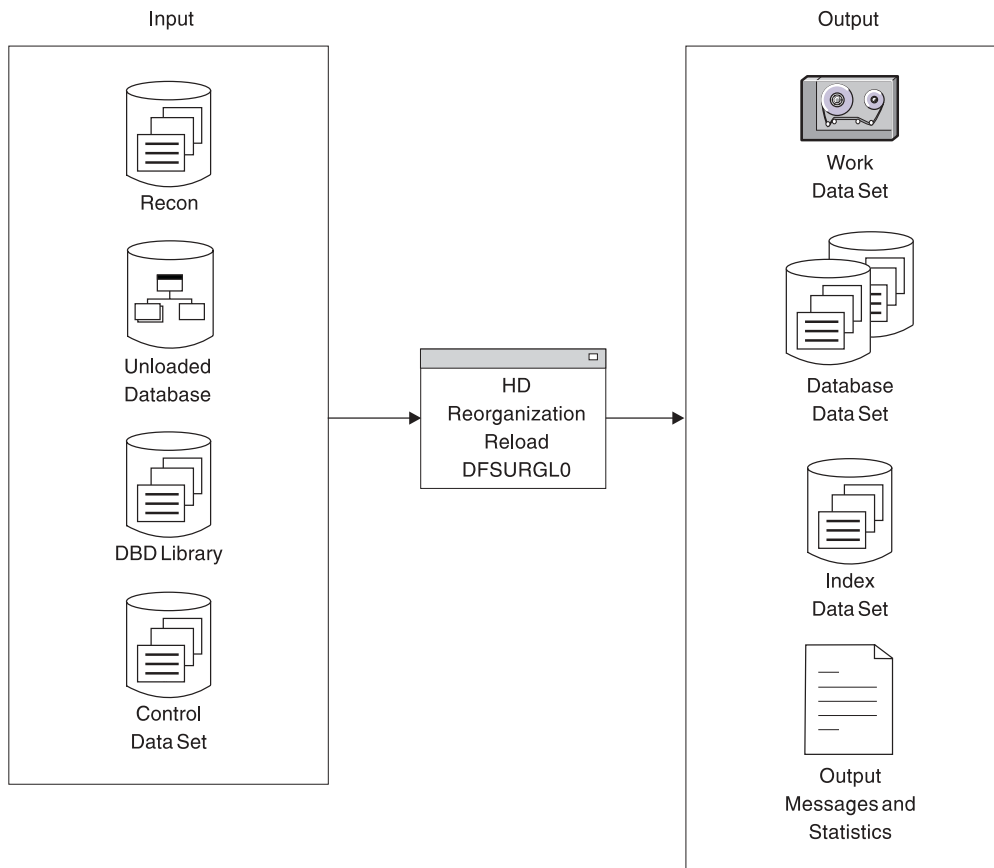 Input
Recon
Unloaded
Database
DBD Library
Control
Data Set
HD
Reorganization
Reload
DFSURGL0
Output
Work
Data Set
Database
Data Set
Index
Data Set
Output
Messages and
Statistics